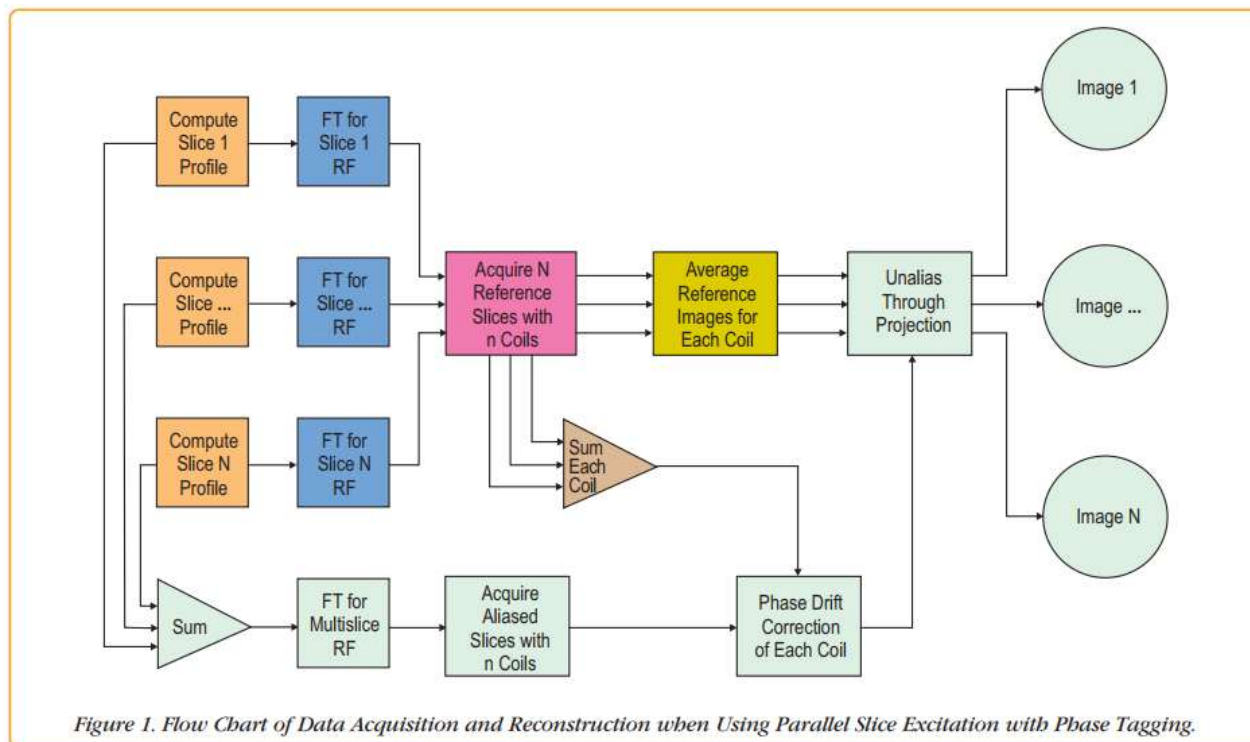 Compute
Slice 1
Profile
FT for
Slice 1
RF
Image 1
Compute
Slice ...
Profile
FT for
Slice ...
RF
Acquire N
Reference
Slices with
n Coils
Average
Reference
Images for
Each Coil
Unalias
Through
Projection
Image ...
Compute
Slice N
Profile
FT for
Slice N
RF
Sum
Each
Coil
Image N
Sum
FT for
Multislice
RF
Acquire
Aliased
Slices with
n Coils
Phase Drift
Correction
of Each Coil
Figure 1. Flow Chart of Data Acquisition and Reconstruction when Using Parallel Slice Excitation with Phase Tagging.